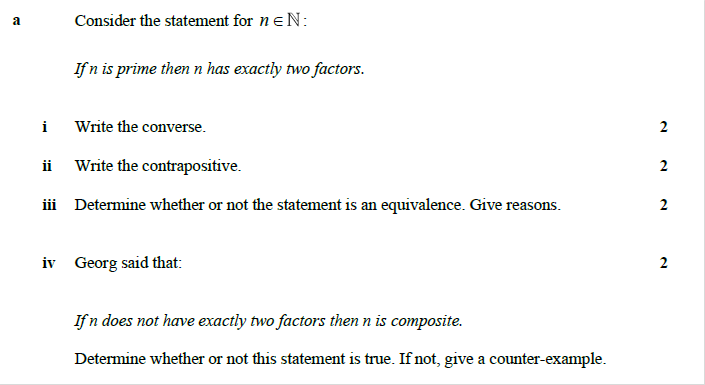 a Consider the statement for n ∈ ℕ:
If n is prime then n has exactly two factors.
i Write the converse. 2
ii Write the contrapositive. 2
iii Determine whether or not the statement is an equivalence. Give reasons. 2
iv Georg said that: 2
If n does not have exactly two factors then n is composite.
Determine whether or not this statement is true. If not, give a counter-example.